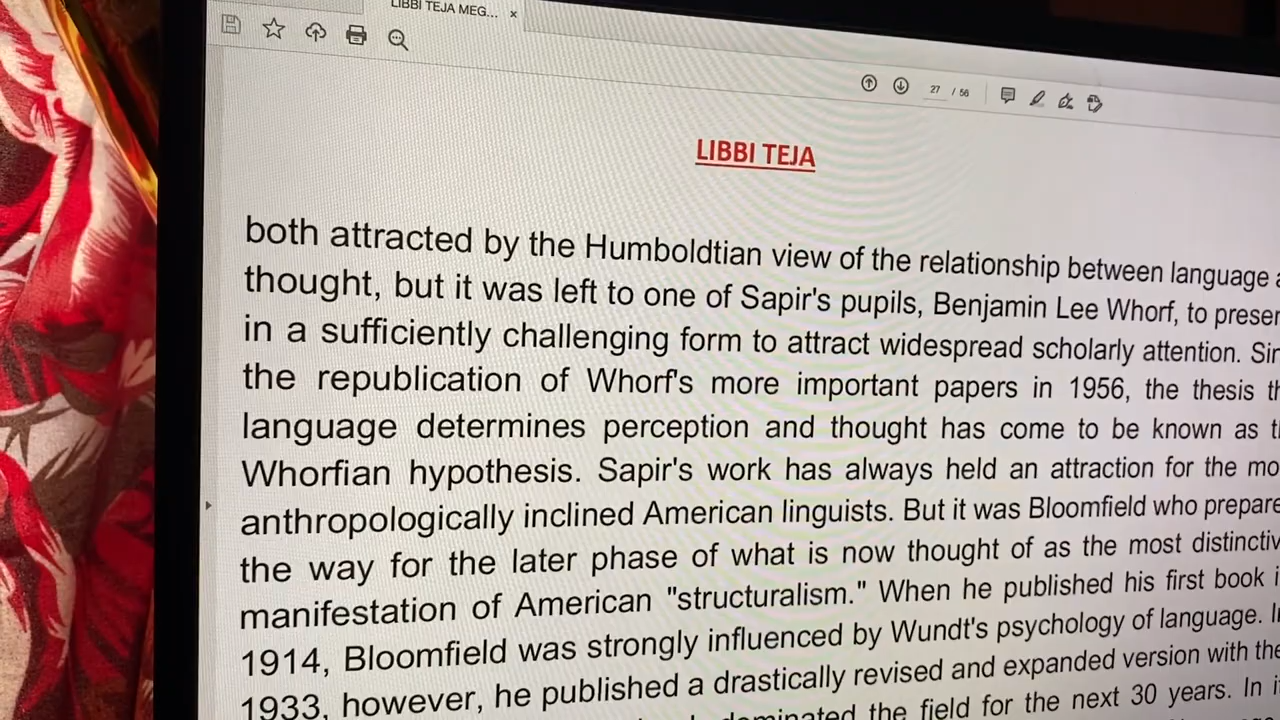 LIBBI TEJA MEG...
27 / 56
LIBBI TEJA
both attracted by the Humboldtian view of the relationship between language
thought, but it was left to one of Sapir's pupils, Benjamin Lee Whorf, to
in a sufficiently challenging form to attract widespread scholarly attention.
the republication of Whorf's more important papers in 1956, the thesis
language determines perception and thought has come to be known as
Whorfian hypothesis. Sapir's work has always held an attraction for the
anthropologically inclined American linguists. But it was Bloomfield who
the way for the later phase of what is now thought of as the most
manifestation of American "structuralism." When he published his first book
1914, Bloomfield was strongly influenced by Wundt's psychology of language.
1933, however, he published a drastically revised and expanded version with the
dominated the field for the next 30 years. In